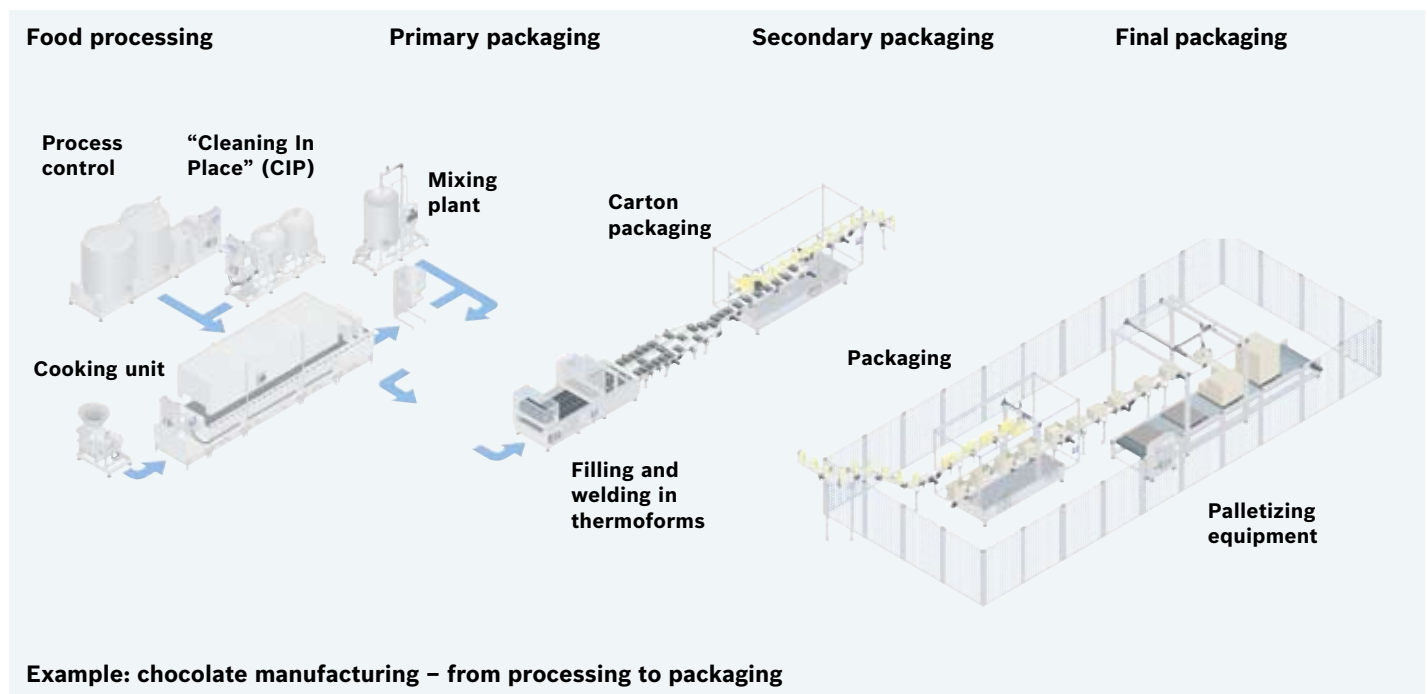 Food processing
Primary packaging
Secondary packaging
Final packaging
Process
control
“Cleaning In
Place” (CIP)
Mixing
plant
Carton
packaging
Cooking unit
Packaging
Filling and
welding in
thermoforms
Palletizing
equipment
Example: chocolate manufacturing – from processing to packaging